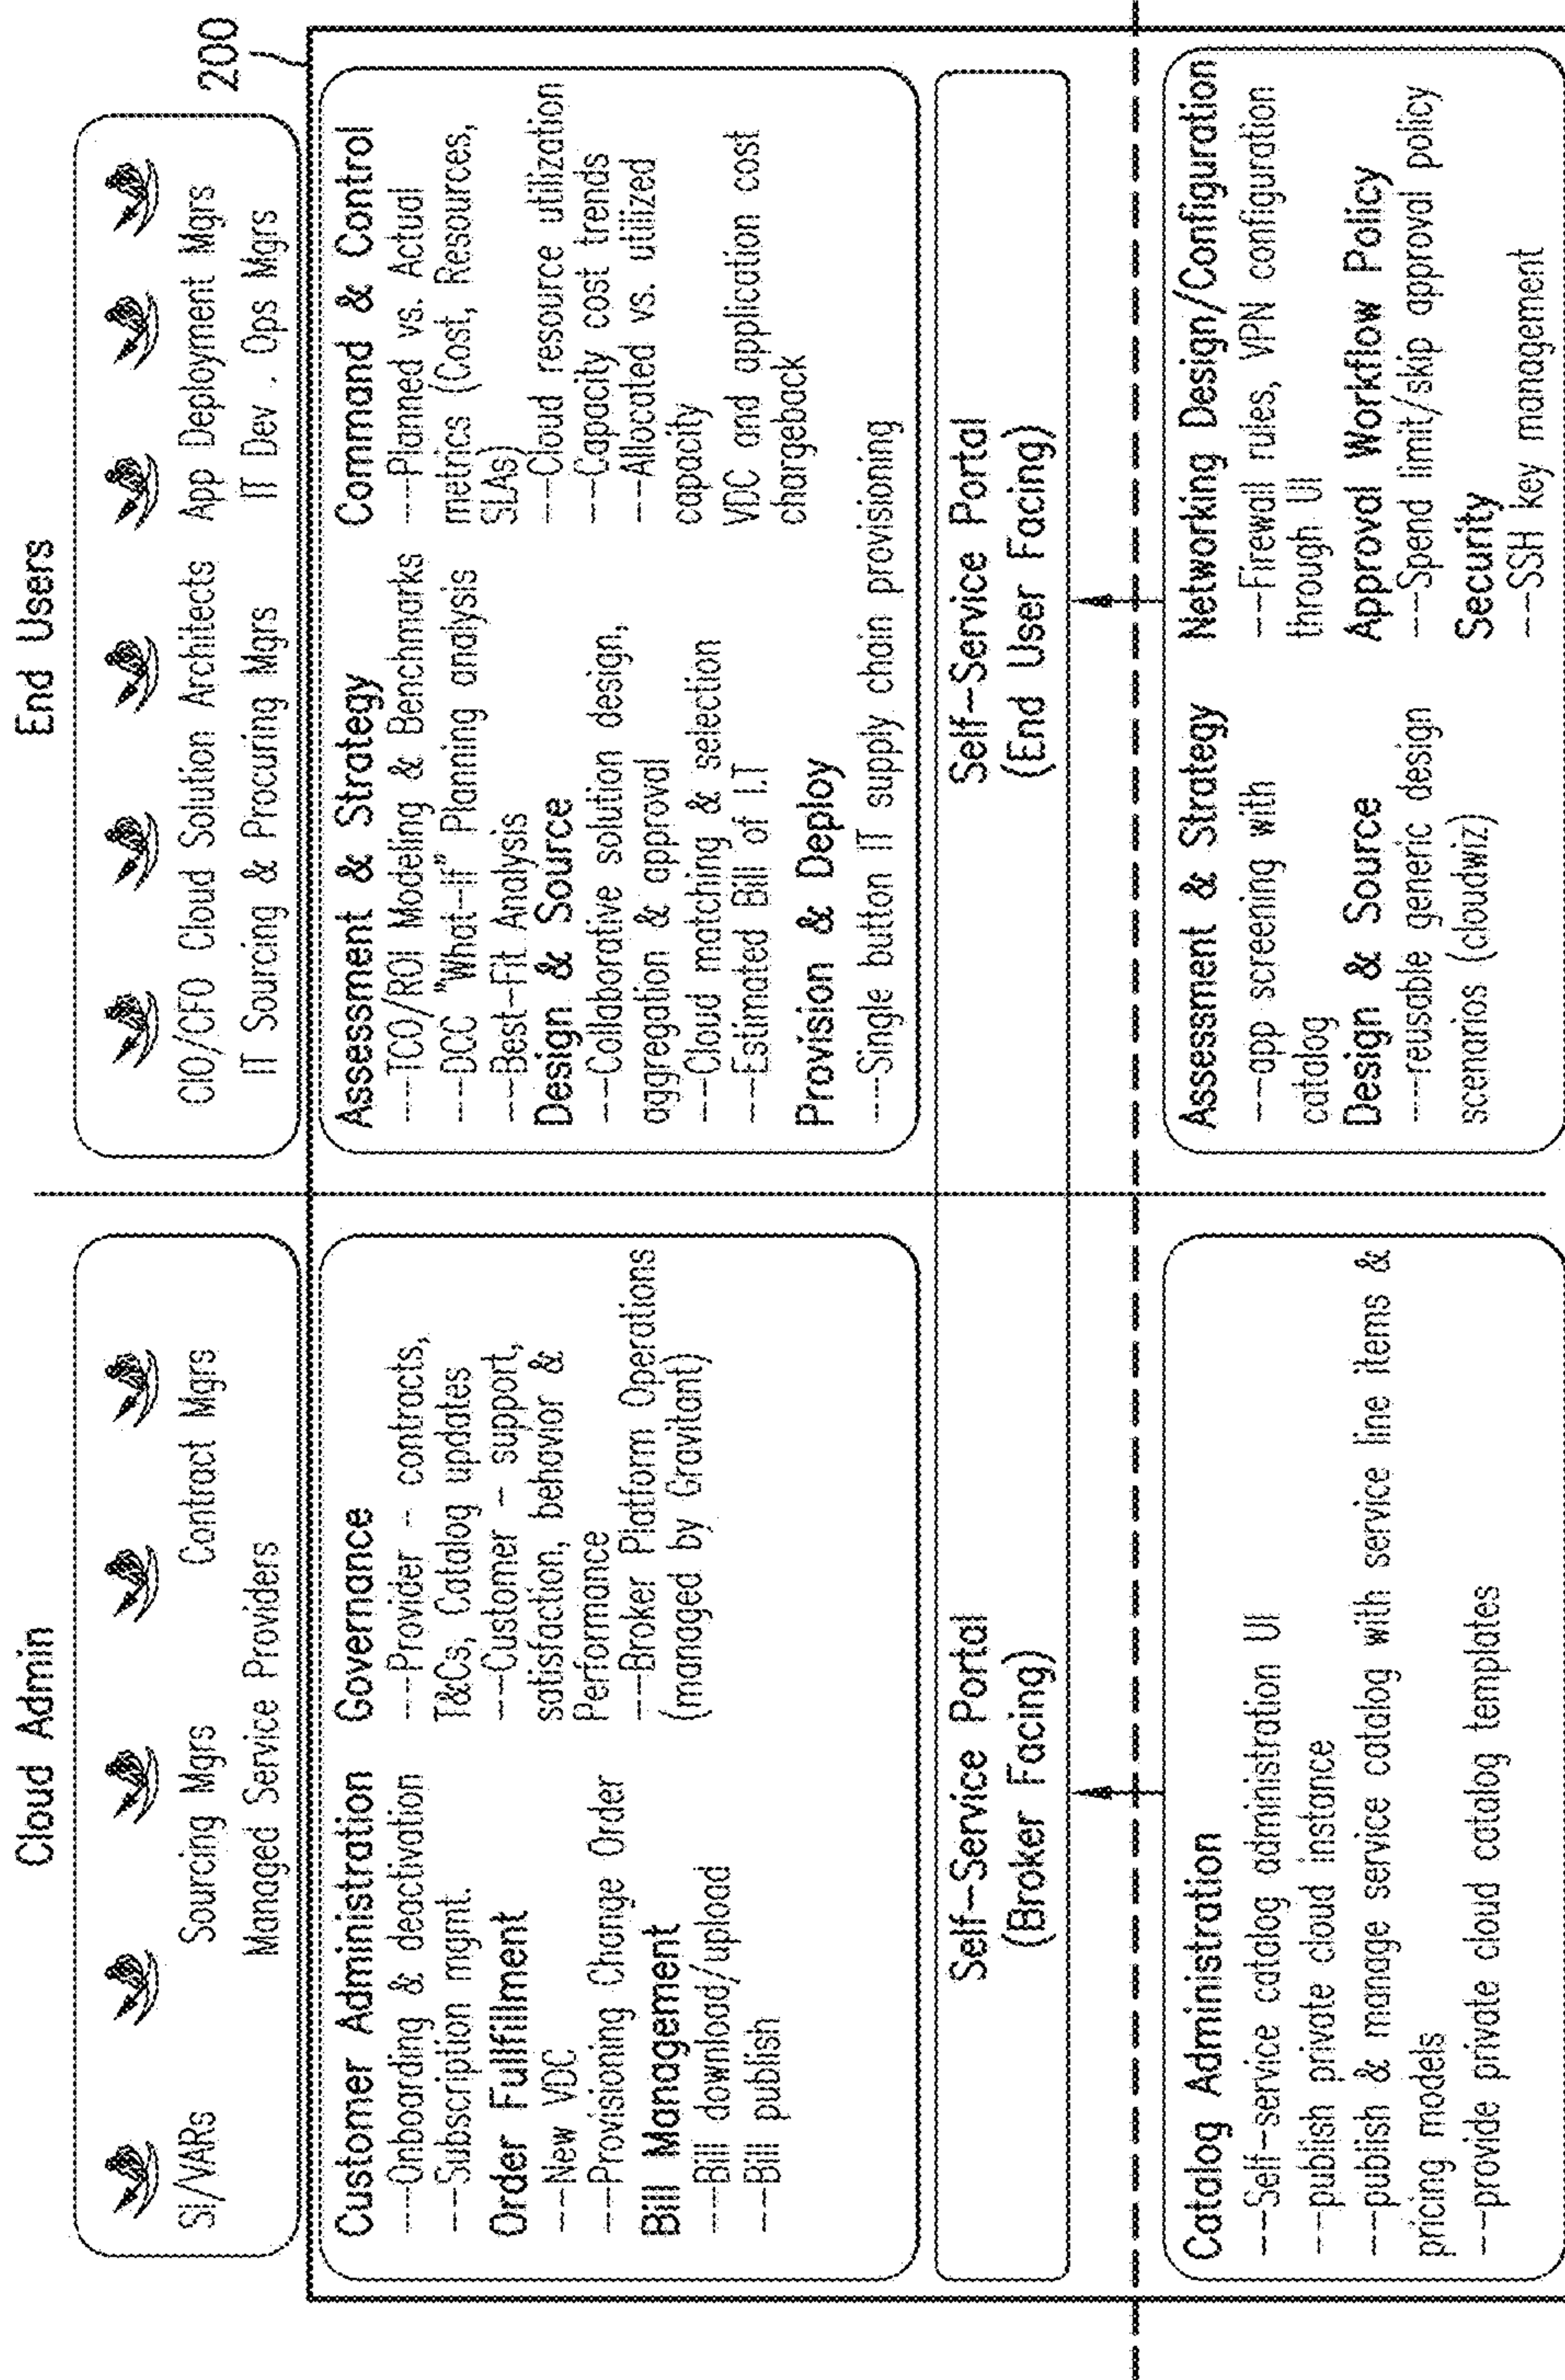 Cloud Admin
SI/VARs Sourcing Mgrs Contract Mgrs
Managed Service Providers
End Users
CIO/CFO Cloud Solution Architects App Deployment Mgrs
IT Sourcing & Procuring Mgrs IT Dev . Ops Mgrs
200
Customer Administration
---Onboarding & deactivation
---Subscription mgmt.
Order Fullfillment
---New VDC
---Provisioning Change Order
Bill Management
---Bill download/upload
---Bill publish
Governance
---Provider - contracts,
T&Cs, Catalog updates
---Customer - support,
satisfaction, behavior &
Performance
---Broker Platform Operations
(managed by Gravitant)
Assessment & Strategy
---TCO/ROI Modeling & Benchmarks
---DCC "What-If" Planning analysis
---Best-Fit Analysis
Design & Source
---Collaborative solution design,
aggregation & approval
---Cloud matching & selection
---Estimated Bill of I.T
Provision & Deploy
---Single button IT supply chain provisioning
Command & Control
---Planned vs. Actual
metrics (Cost, Resources,
SLAs)
---Cloud resource utilization
---Capacity cost trends
---Allocated vs. utilized
capacity
VDC and application cost
chargeback
Self-Service Portal
(Broker Facing)
Self-Service Portal
(End User Facing)
Catalog Administration
---Self-service catalog administration UI
---publish private cloud instance
---publish & manage service catalog with service line items &
pricing models
---provide private cloud catalog templates
Assessment & Strategy
---app screening with
catalog
Design & Source
---reusable generic design
scenarios (cloudwiz)
Networking Design/Configuration
---Firewall rules, VPN configuration
through UI
Approval Workflow Policy
---Spend limit/skip approval policy
Security
---SSH key management